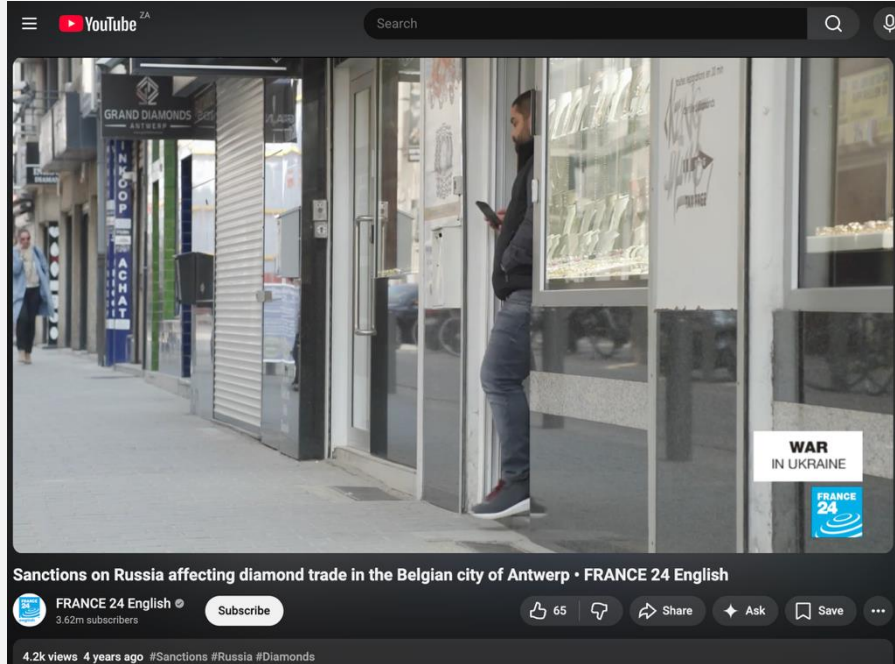 YouTube ZA
Search
GRAND DIAMONDS
ANTWERP
INKOOP
ACHAT
WAR
IN UKRAINE
FRANCE
24
Sanctions on Russia affecting diamond trade in the Belgian city of Antwerp • FRANCE 24 English
FRANCE 24 English
3.62m subscribers
Subscribe
65
Share
Ask
Save
4.2k views 4 years ago #Sanctions #Russia #Diamonds